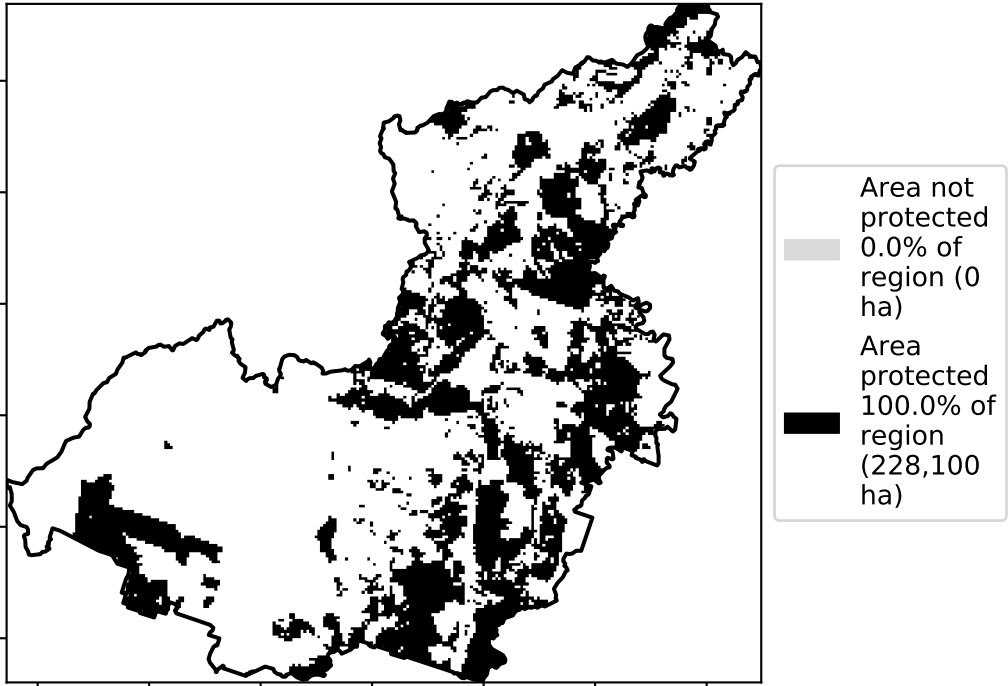 Area not
protected
0.0% of
region (0
ha)
Area
protected
100.0% of
region
(228,100
ha)